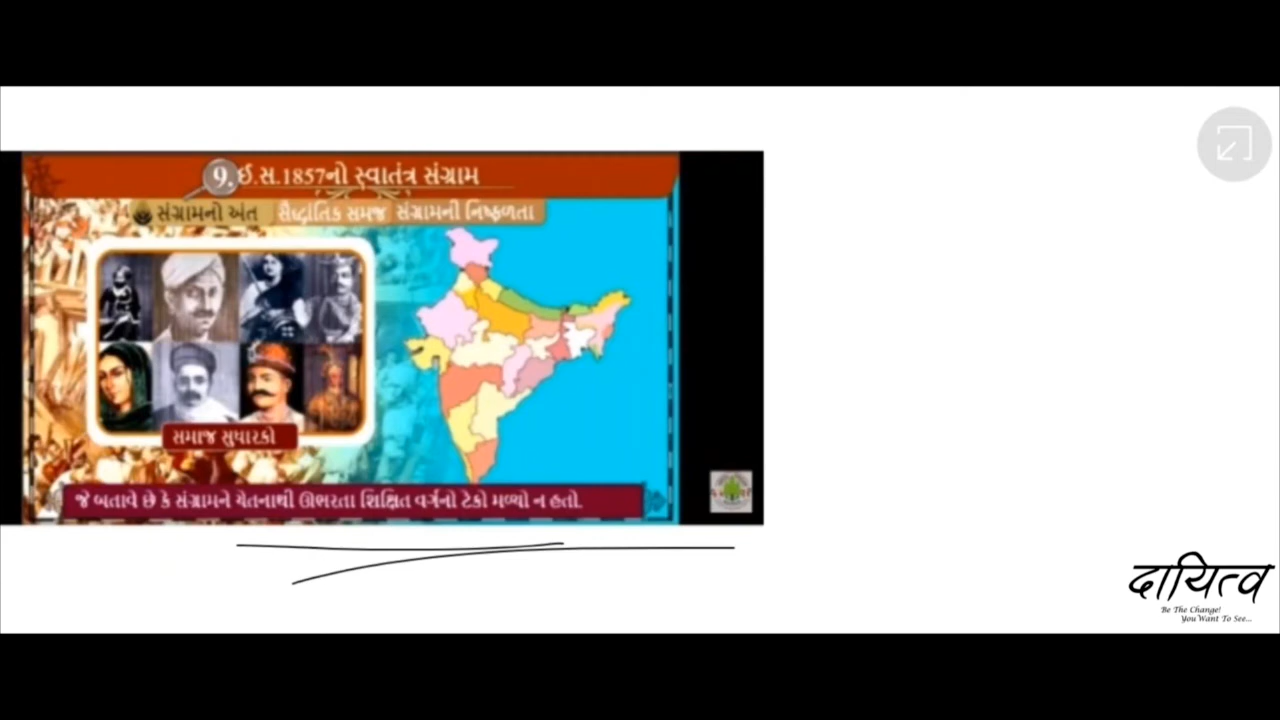 9. ઈ.સ.1857નો સ્વાતંત્ર સંગ્રામ
સંગ્રામનો અંત સૈદ્ધાંતિક સમજ સંગ્રામની નિષ્ફળતા
સમાજ સુધારકો
જે બતાવે છે કે સંગ્રામને ચેતનાથી ઊભરતા શિક્ષિત વર્ગનો ટેકો મળ્યો ન હતો.
दायित्व
Be The Change!
You Want To See...